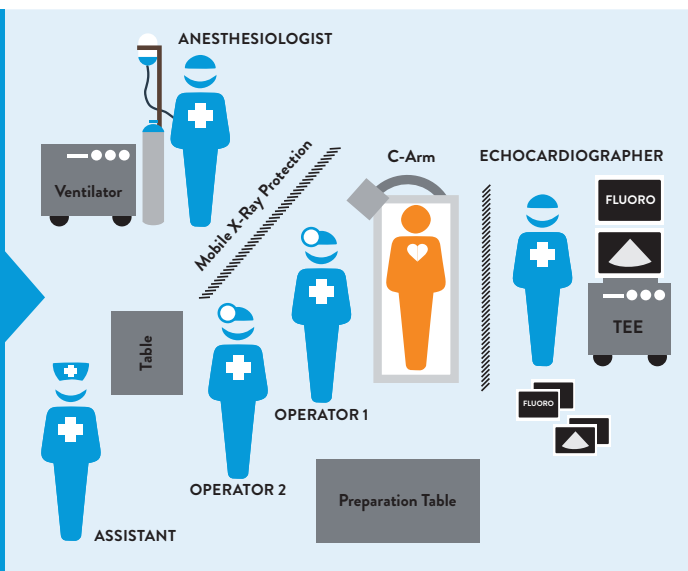 ANESTHESIOLOGIST
Ventilator
Mobile X-Ray Protection
C-Arm
ECHOCARDIOGRAPHER
FLUORO
TEE
Table
FLUORO
OPERATOR 1
OPERATOR 2
Preparation Table
ASSISTANT